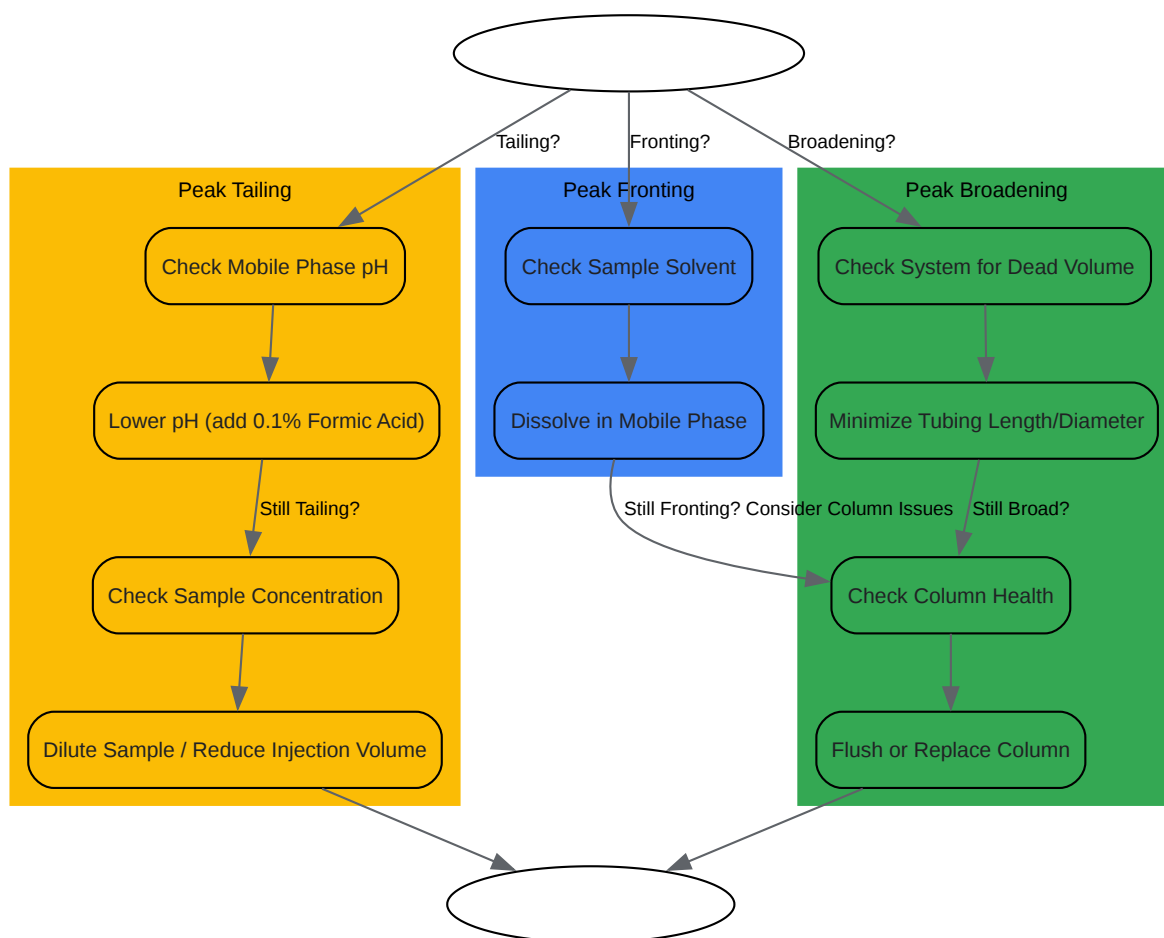 Tailing?
Fronting?
Broadening?
Peak Tailing
Peak Fronting
Peak Broadening
Check Mobile Phase pH
Check Sample Solvent
Check System for Dead Volume
Lower pH (add 0.1% Formic Acid)
Dissolve in Mobile Phase
Minimize Tubing Length/Diameter
Still Tailing?
Still Fronting? Consider Column Issues
Still Broad?
Check Sample Concentration
Check Column Health
Dilute Sample / Reduce Injection Volume
Flush or Replace Column